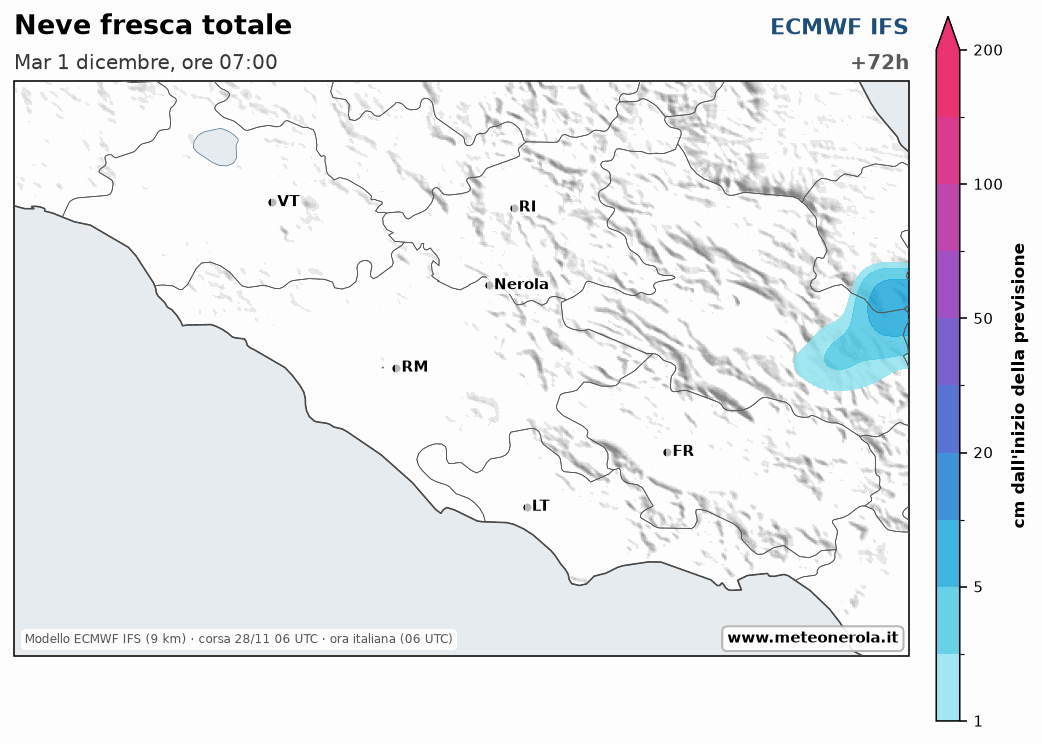 Neve fresca totale
ECMWF IFS
Mar 1 dicembre, ore 07:00
+72h
VT
RI
Nerola
RM
FR
LT
Modello ECMWF IFS (9 km) · corsa 28/11 06 UTC · ora italiana (06 UTC)
www.meteonerola.it
200
100
50
20
5
1
cm dall'inizio della previsione